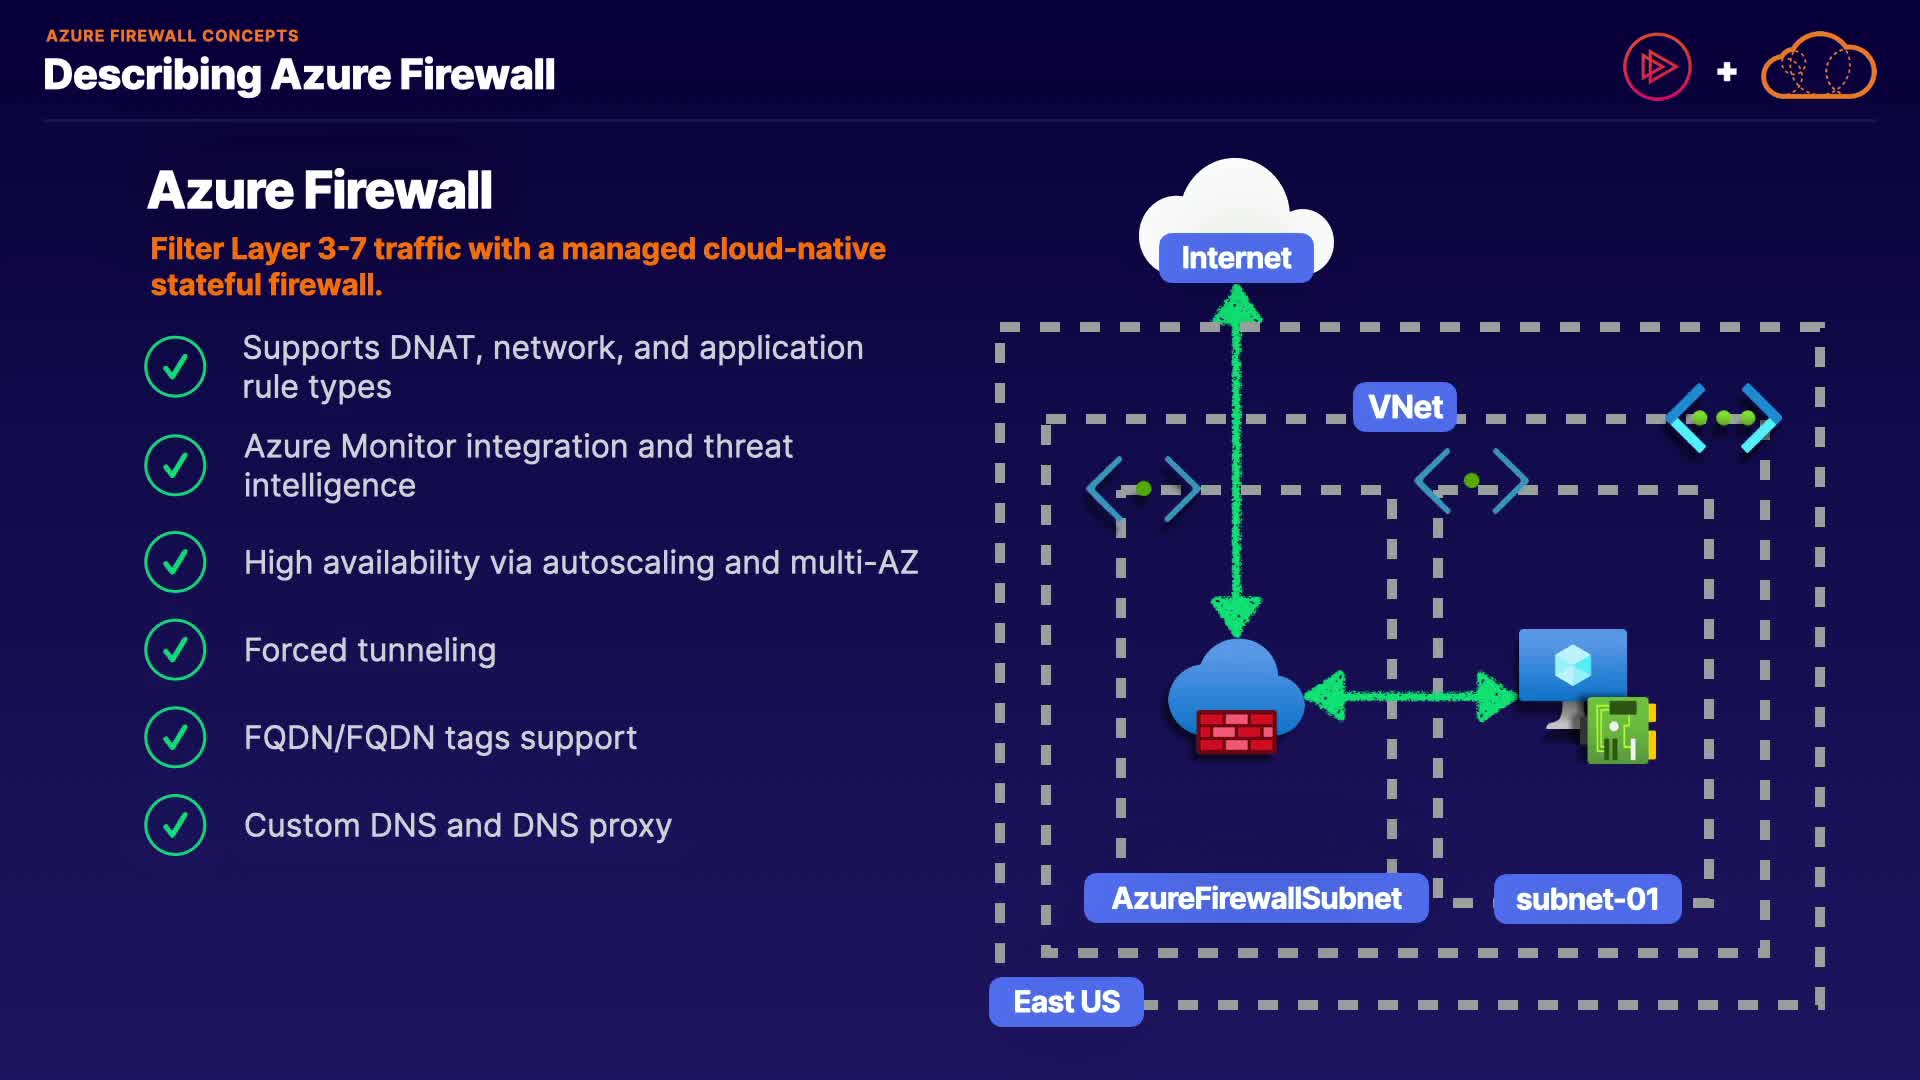 AZURE FIREWALL CONCEPTS
Describing Azure Firewall
Azure Firewall
Filter Layer 3-7 traffic with a managed cloud-native
stateful firewall.
Supports DNAT, network, and application
rule types
Azure Monitor integration and threat
intelligence
High availability via autoscaling and multi-AZ
Forced tunneling
FQDN/FQDN tags support
Custom DNS and DNS proxy
Internet
VNet
AzureFirewallSubnet
subnet-01
East US